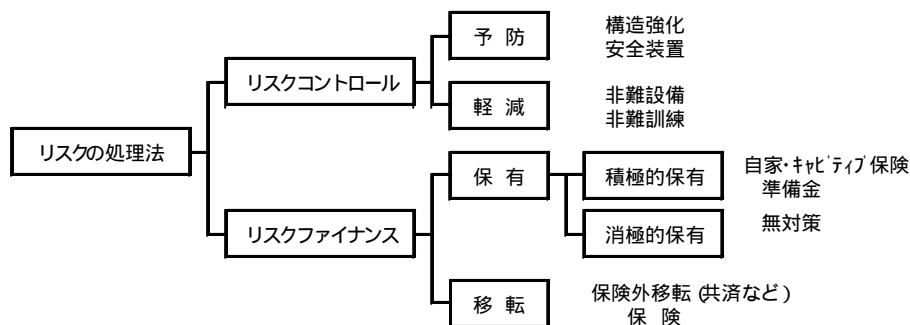 予 防
構造強化
安全装置
リスクコントロール
軽 減
非難設備
非難訓練
リスクの処理法
保 有
積極的保有
自家・ｷｬﾋﾟﾃｨﾌﾞ保険
準備金
消極的保有
無対策
リスクファイナンス
移 転
保険外移転 (共済など)
保 険